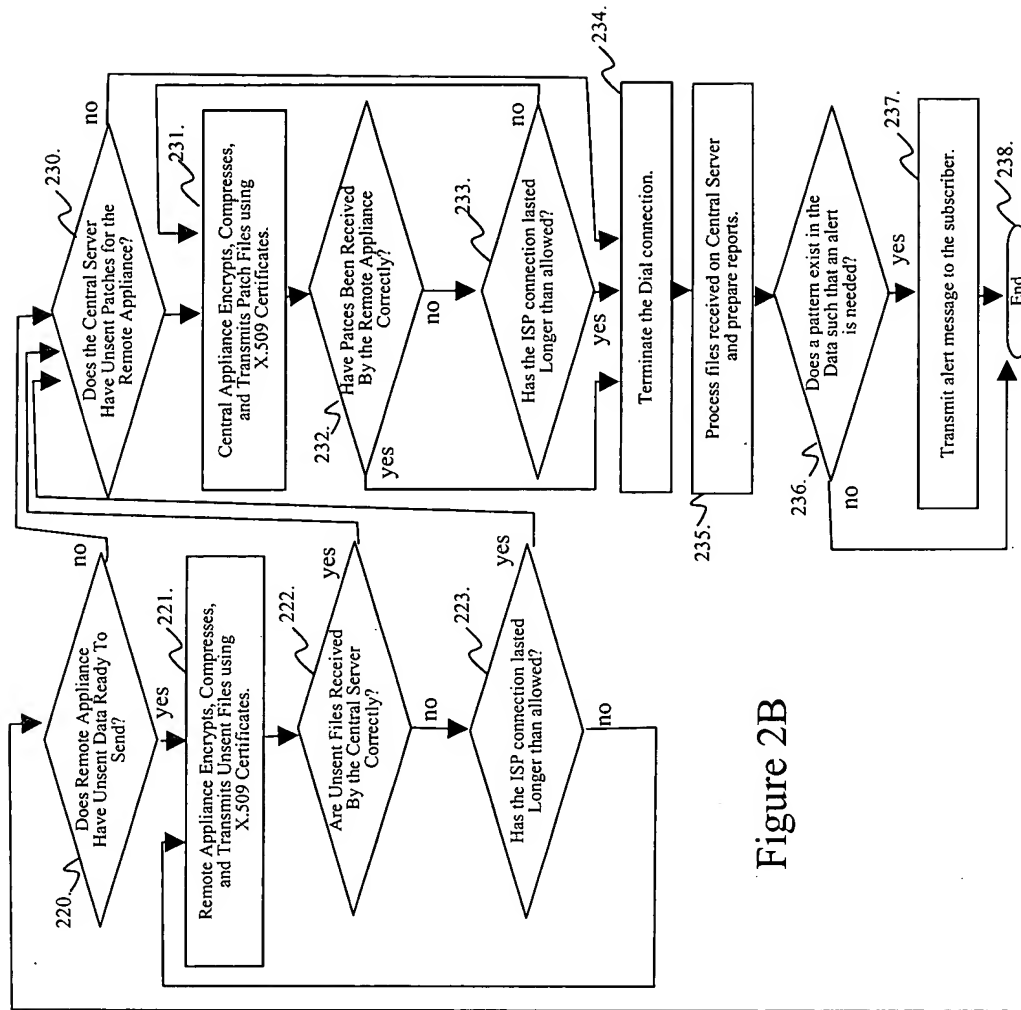 220.
Does Remote Appliance
Have Unsent Data Ready To
Send?
no
yes
221.
Remote Appliance Encrypts, Compresses,
and Transmits Unsent Files using
X.509 Certificates.
222.
Are Unsent Files Received
By the Central Server
Correctly?
yes
no
223.
Has the ISP connection lasted
Longer than allowed?
yes
no
230.
Does the Central Server
Have Unsent Patches for the
Remote Appliance?
no
231.
Central Appliance Encrypts, Compresses,
and Transmits Patch Files using
X.509 Certificates.
232.
Have Patces Been Received
By the Remote Appliance
Correctly?
yes
no
233.
Has the ISP connection lasted
Longer than allowed?
no
yes
234.
Terminate the Dial connection.
235.
Process files received on Central Server
and prepare reports.
236.
Does a pattern exist in the
Data such that an alert
is needed?
no
yes
237.
Transmit alert message to the subscriber.
238.
End
Figure 2B